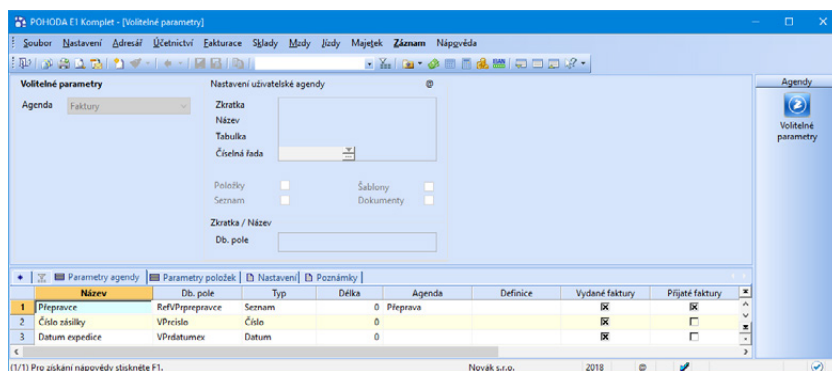 POHODA E1 Komplet - [Volitelné parametry]
Soubor Nastavení Adresář Účetnictví Fakturace Sklady Mzdy Jízdy Majetek Záznam Nápověda
Volitelné parametry
Agenda Faktury
Nastavení uživatelské agendy @
Zkratka
Název
Tabulka
Číselná řada
Položky Šablony
Seznam Dokumenty
Zkratka / Název
Db. pole
Agendy
Volitelné
parametry
Parametry agendy Parametry položek Nastavení Poznámky
Název Db. pole Typ Délka Agenda Definice Vydané faktury Přijaté faktury
1 Přepravce RefVPrprepravce Seznam 0 Přeprava
2 Číslo zásilky VPrcislo Číslo 0
3 Datum expedice VPrdatumex Datum 0
(1/1) Pro získání nápovědy stiskněte F1. Novák s.r.o. 2018 @